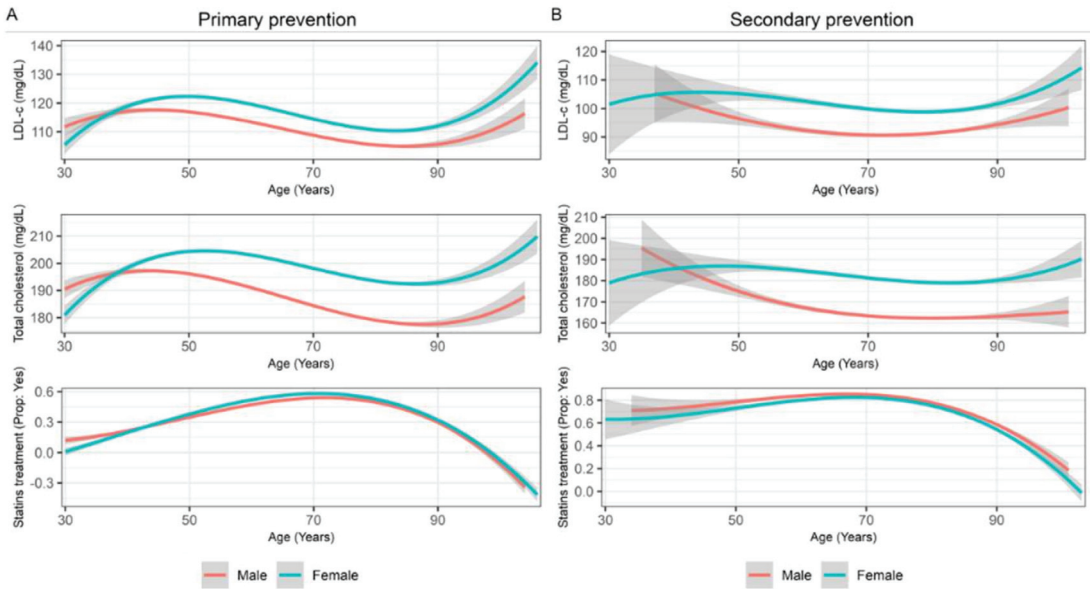 A Primary prevention
B Secondary prevention
LDL-c (mg/dL)
140
130
120
110
30 50 70 90
Age (Years)
LDL-c (mg/dL)
120
110
100
90
30 50 70 90
Age (Years)
Total cholesterol (mg/dL)
210
200
190
180
30 50 70 90
Age (Years)
Total cholesterol (mg/dL)
210
200
190
180
170
160
30 50 70 90
Age (Years)
Statins treatment (Prop: Yes)
0.6
0.3
0.0
-0.3
30 50 70 90
Age (Years)
Statins treatment (Prop: Yes)
0.8
0.6
0.4
0.2
0.0
30 50 70 90
Age (Years)
Male Female
Male Female